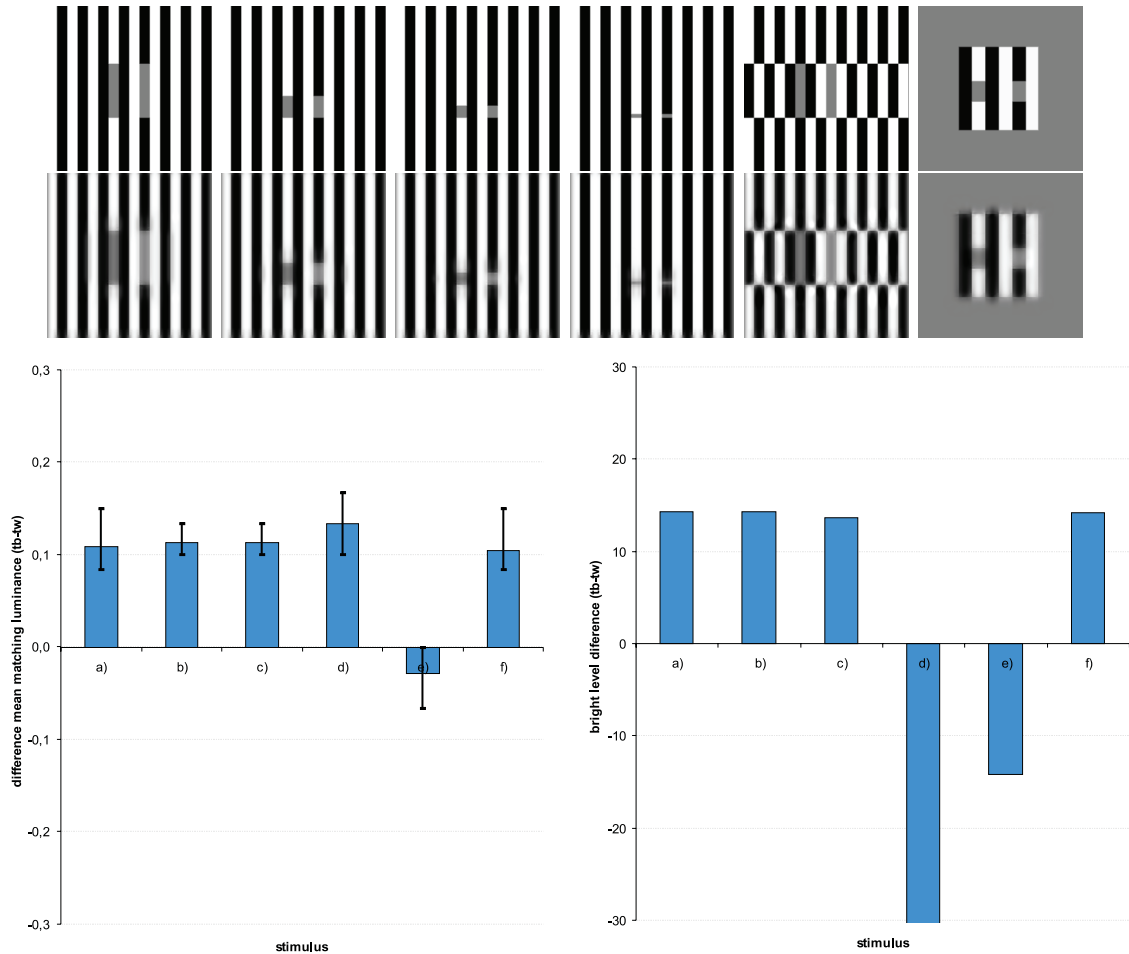 0,3
0,2
0,1
0,0
-0,1
-0,2
-0,3
difference mean matching luminance (tb-tw)
a) b) c) d) e) f)
stimulus
30
20
10
0
-10
-20
-30
bright level difference (tb-tw)
a) b) c) d) e) f)
stimulus